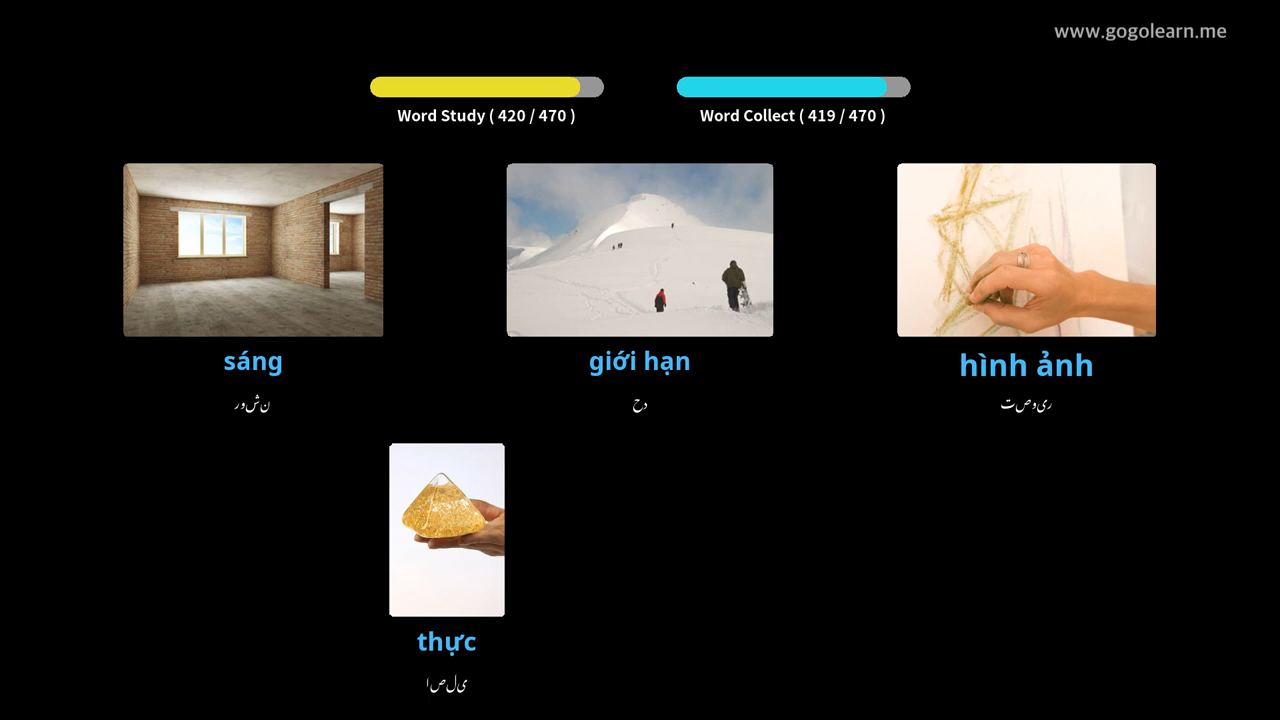 www.gogolearn.me
Word Study ( 420 / 470 )
Word Collect ( 419 / 470 )
sáng
giới hạn
hình ảnh
روشن
حد
تصویر
thực
اصلی